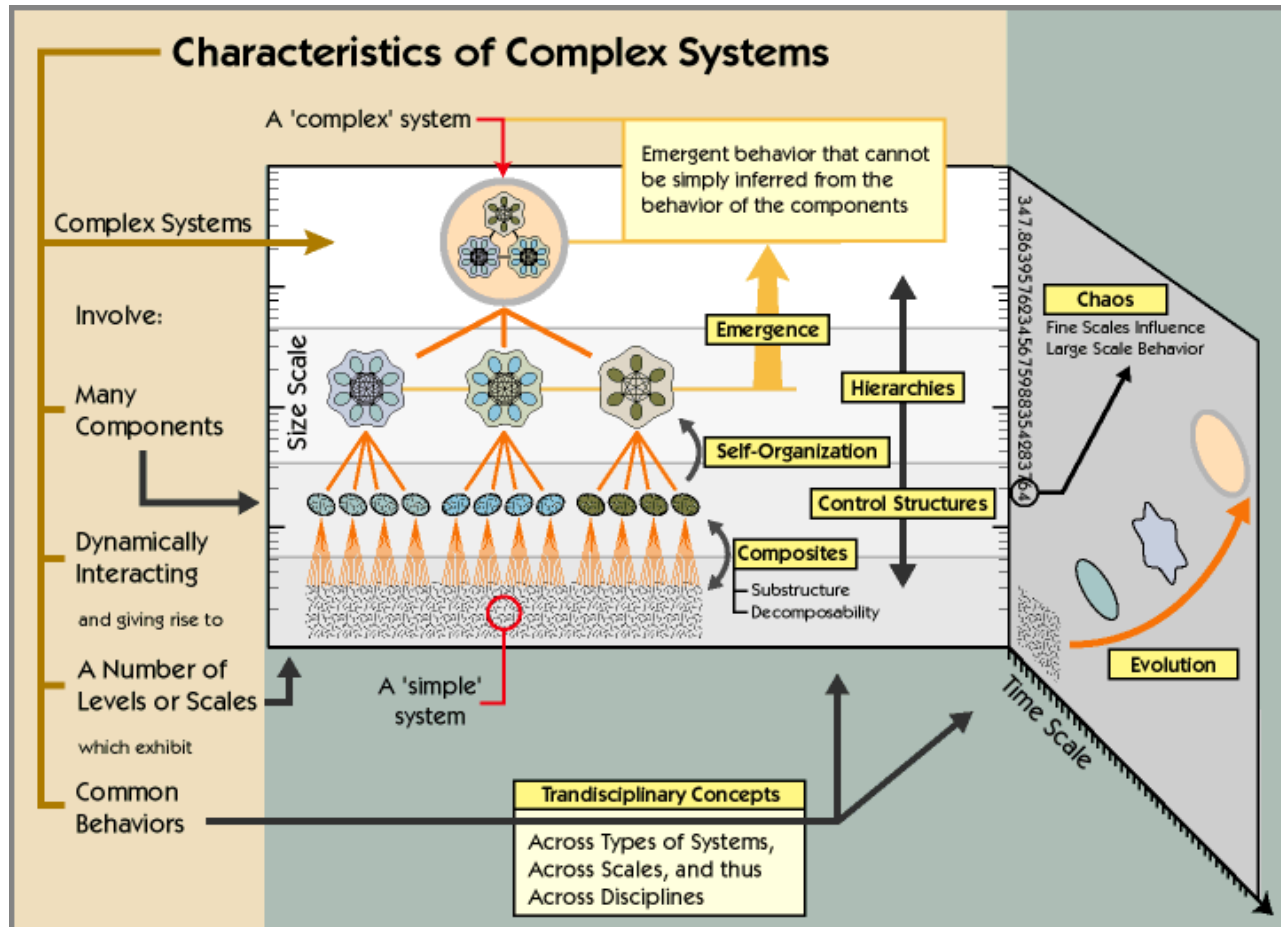 Characteristics of Complex Systems
A 'complex' system
Emergent behavior that cannot
be simply inferred from the
behavior of the components
Complex Systems
Involve:
Many
Components
Dynamically
Interacting
and giving rise to
A Number of
Levels or Scales
which exhibit
Common
Behaviors
Size Scale
Emergence
Hierarchies
Self-Organization
Control Structures
Composites
Substructure
Decomposability
A 'simple'
system
Trandisciplinary Concepts
Across Types of Systems,
Across Scales, and thus
Across Disciplines
347.86395762345675988354283764
Chaos
Fine Scales Influence
Large Scale Behavior
Evolution
Time Scale